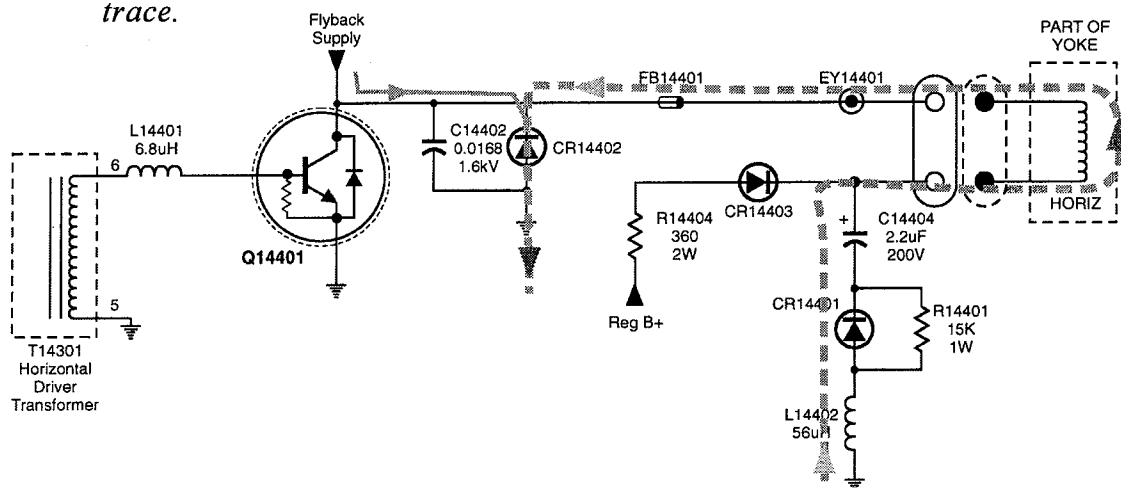 trace.
Flyback
Supply
PART OF
YOKE
FB14401
EY14401
L14401
6.8uH
6
C14402
0.0168
1.6kV
CR14402
HORIZ
CR14403
R14404
360
2W
C14404
+
2.2uF
200V
Q14401
5
Reg B+
CR14401
R14401
15K
1W
T14301
Horizontal
Driver
Transformer
L14402
56uH